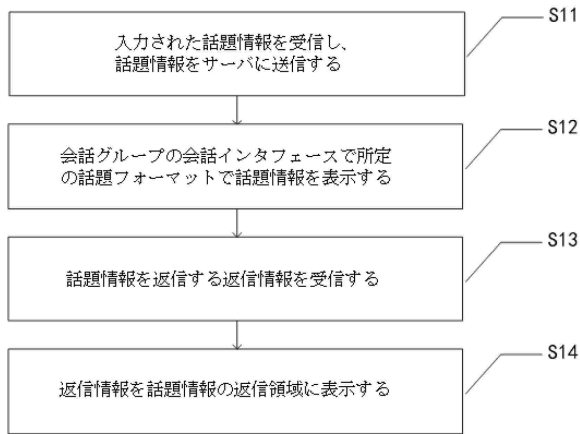 入力された話題情報を受信し、
話題情報をサーバに送信する
S11
会話グループの会話インタフェースで所定
の話題フォーマットで話題情報を表示する
S12
話題情報を返信する返信情報を受信する
S13
返信情報を話題情報の返信領域に表示する
S14